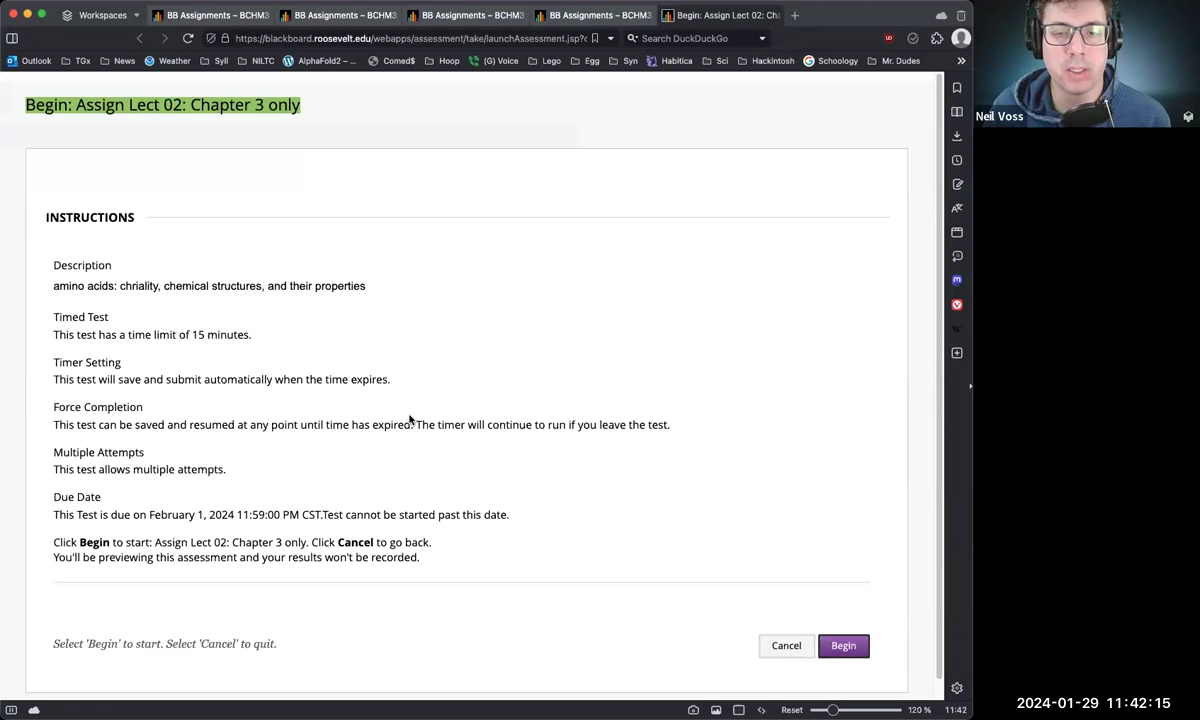 Workspaces
BB Assignments – BCHM3
BB Assignments – BCHM3
BB Assignments – BCHM3
BB Assignments – BCHM3
Begin: Assign Lect 02: Cha
https://blackboard.roosevelt.edu/webapps/assessment/take/launchAssessment.jsp?c
Search DuckDuckGo
Outlook TGx News Weather Syll NILTC AlphaFold2 – ... Comed$ Hoop (G) Voice Lego Egg Syn Habitica Sci Hackintosh Schoology Mr. Dudes
Begin: Assign Lect 02: Chapter 3 only
Neil Voss
INSTRUCTIONS
Description
amino acids: chriality, chemical structures, and their properties
Timed Test
This test has a time limit of 15 minutes.
Timer Setting
This test will save and submit automatically when the time expires.
Force Completion
This test can be saved and resumed at any point until time has expired. The timer will continue to run if you leave the test.
Multiple Attempts
This test allows multiple attempts.
Due Date
This Test is due on February 1, 2024 11:59:00 PM CST.Test cannot be started past this date.
Click Begin to start: Assign Lect 02: Chapter 3 only. Click Cancel to go back.
You'll be previewing this assessment and your results won't be recorded.
Select 'Begin' to start. Select 'Cancel' to quit.
Cancel
Begin
Reset
120 %
11:42
2024-01-29 11:42:15